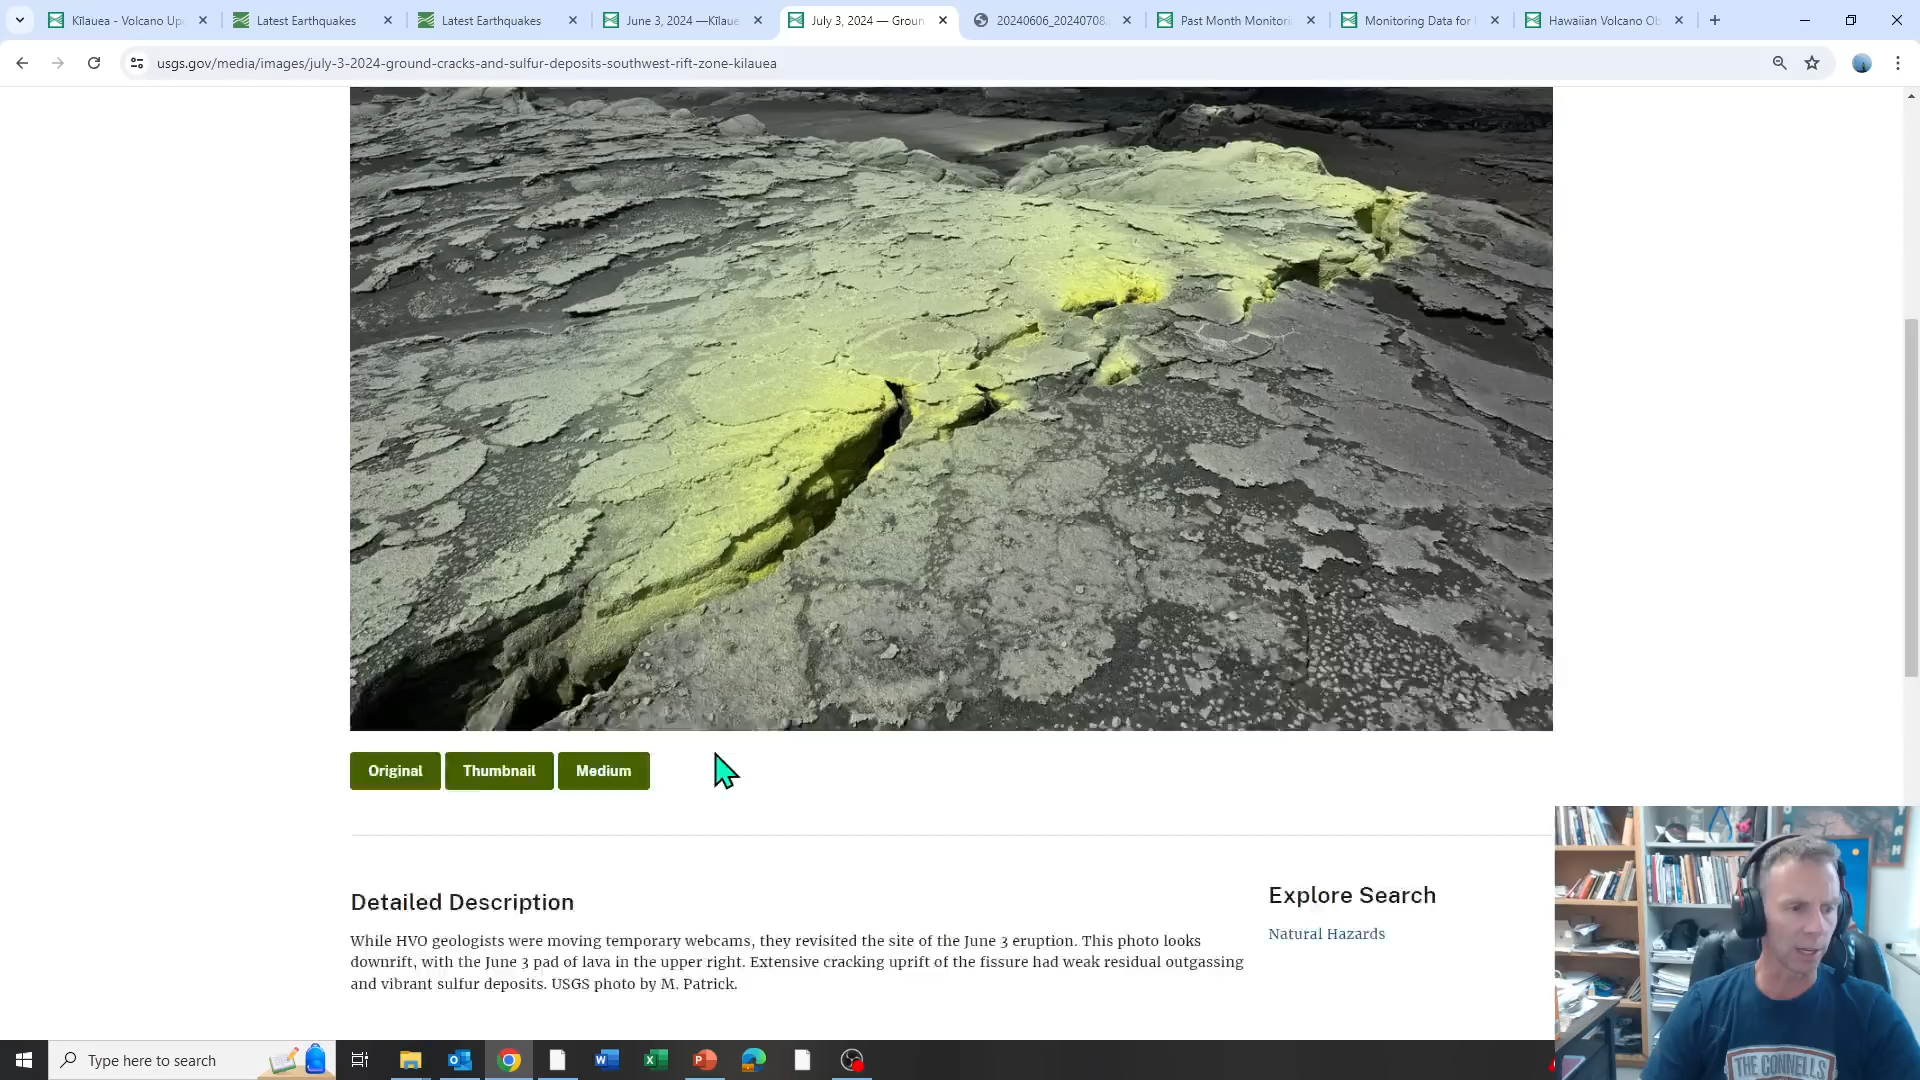 Kīlauea - Volcano Up
Latest Earthquakes
Latest Earthquakes
June 3, 2024 —Kīlaue
July 3, 2024 — Groun
20240606_20240708.
Past Month Monitori
Monitoring Data for
Hawaiian Volcano Ob
usgs.gov/media/images/july-3-2024-ground-cracks-and-sulfur-deposits-southwest-rift-zone-kilauea
Original
Thumbnail
Medium
Detailed Description
While HVO geologists were moving temporary webcams, they revisited the site of the June 3 eruption. This photo looks
downrift, with the June 3 pad of lava in the upper right. Extensive cracking uprift of the fissure had weak residual outgassing
and vibrant sulfur deposits. USGS photo by M. Patrick.
Explore Search
Natural Hazards
THE CONNELLS
Type here to search